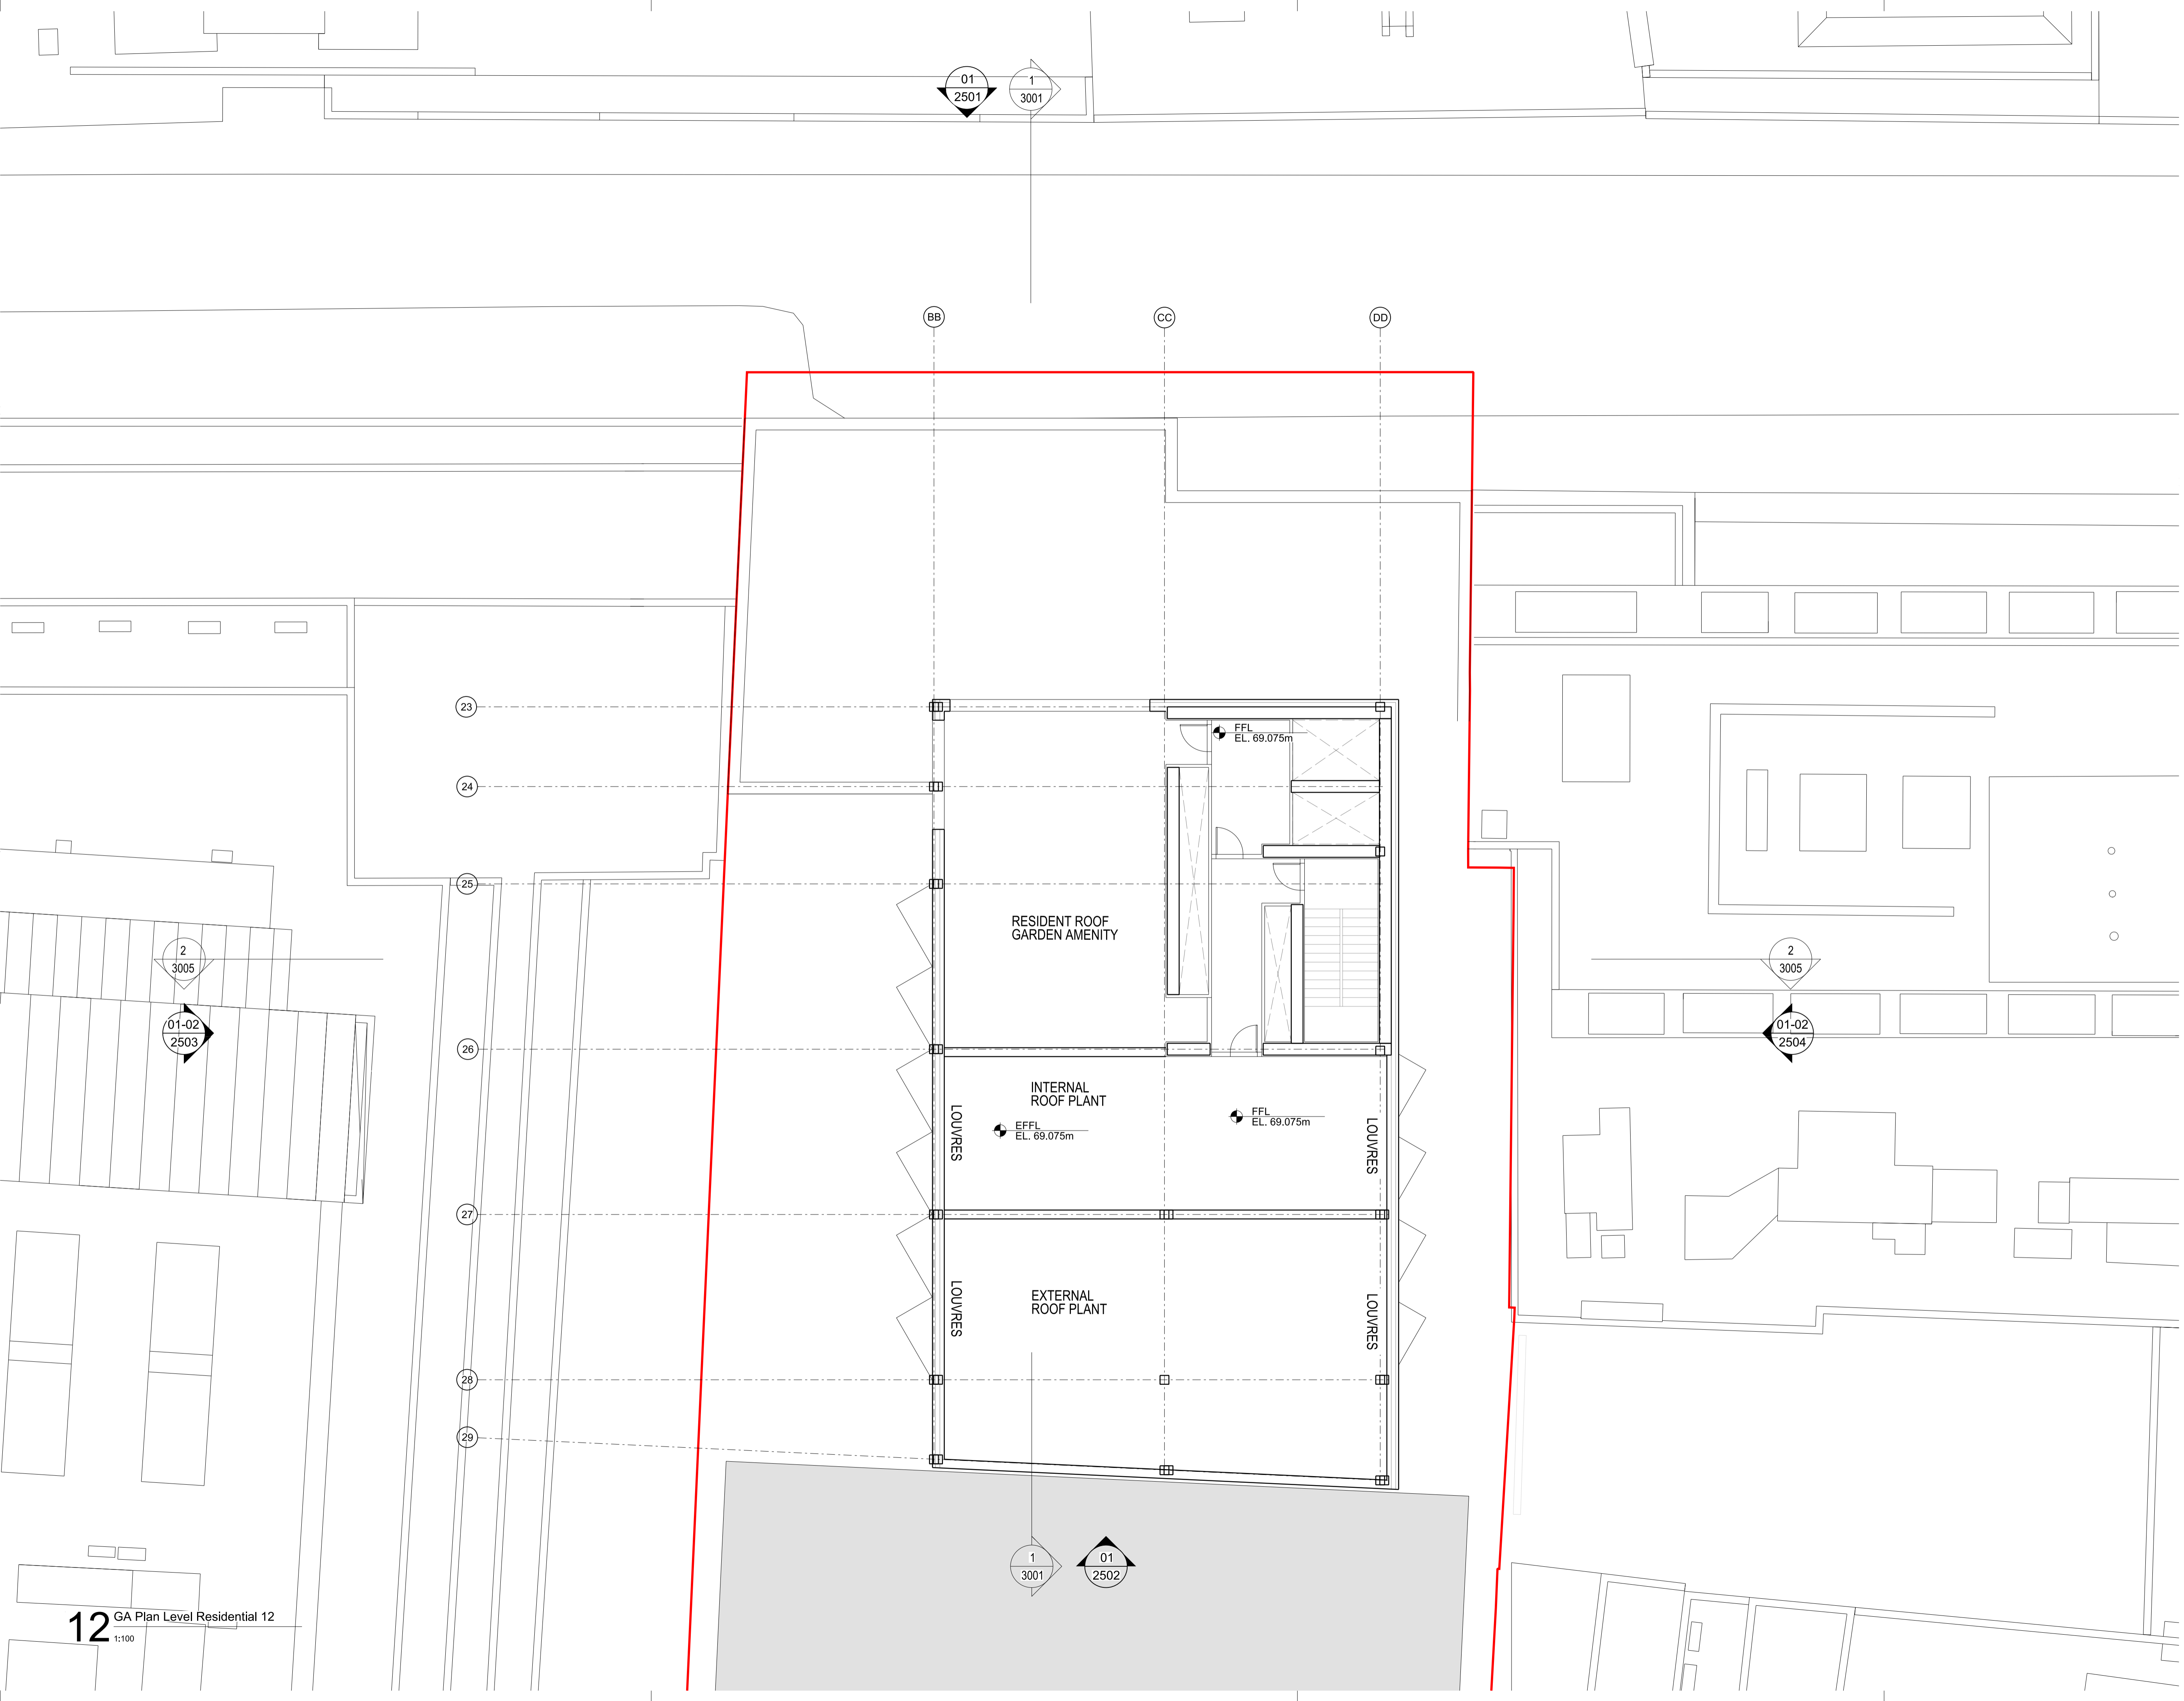 01
2501
1
3001
BB
CC
DD
23
FFL
EL. 69.075m
24
25
RESIDENT ROOF
GARDEN AMENITY
2
3005
2
3005
01-02
2503
01-02
2504
26
INTERNAL
ROOF PLANT
LOUVRES
EFFL
EL. 69.075m
FFL
EL. 69.075m
LOUVRES
27
LOUVRES
EXTERNAL
ROOF PLANT
LOUVRES
28
29
1
3001
01
2502
12
GA Plan Level Residential 12
1:100